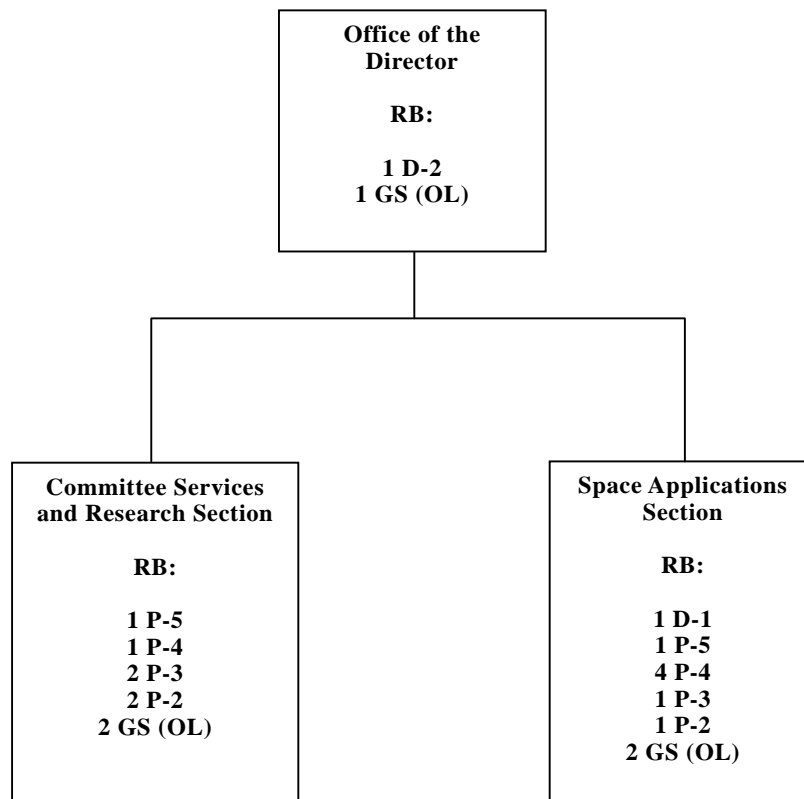 Office of the
Director
RB:
1 D-2
1 GS (OL)
Committee Services
and Research Section
RB:
1 P-5
1 P-4
2 P-3
2 P-2
2 GS (OL)
Space Applications
Section
RB:
1 D-1
1 P-5
4 P-4
1 P-3
1 P-2
2 GS (OL)